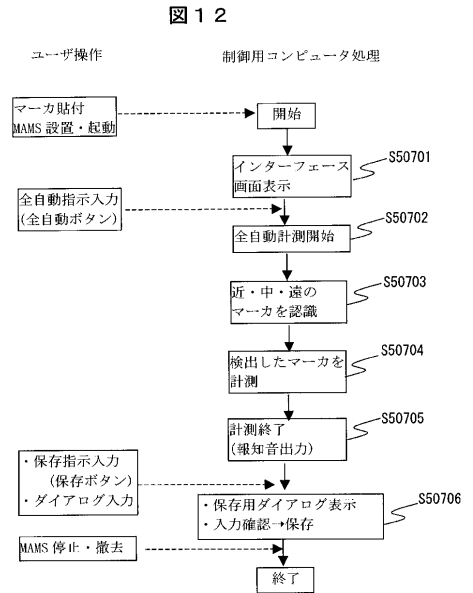 図１２
ユーザ操作
制御用コンピュータ処理
マーカ貼付
MAMS 設置・起動
開始
インターフェース
画面表示
S50701
全自動指示入力
(全自動ボタン)
S50702
全自動計測開始
S50703
近・中・遠の
マーカを認識
S50704
検出したマーカを
計測
S50705
計測終了
(報知音出力)
・保存指示入力
(保存ボタン)
・ダイアログ入力
S50706
・保存用ダイアログ表示
・入力確認→保存
MAMS 停止・撤去
終了